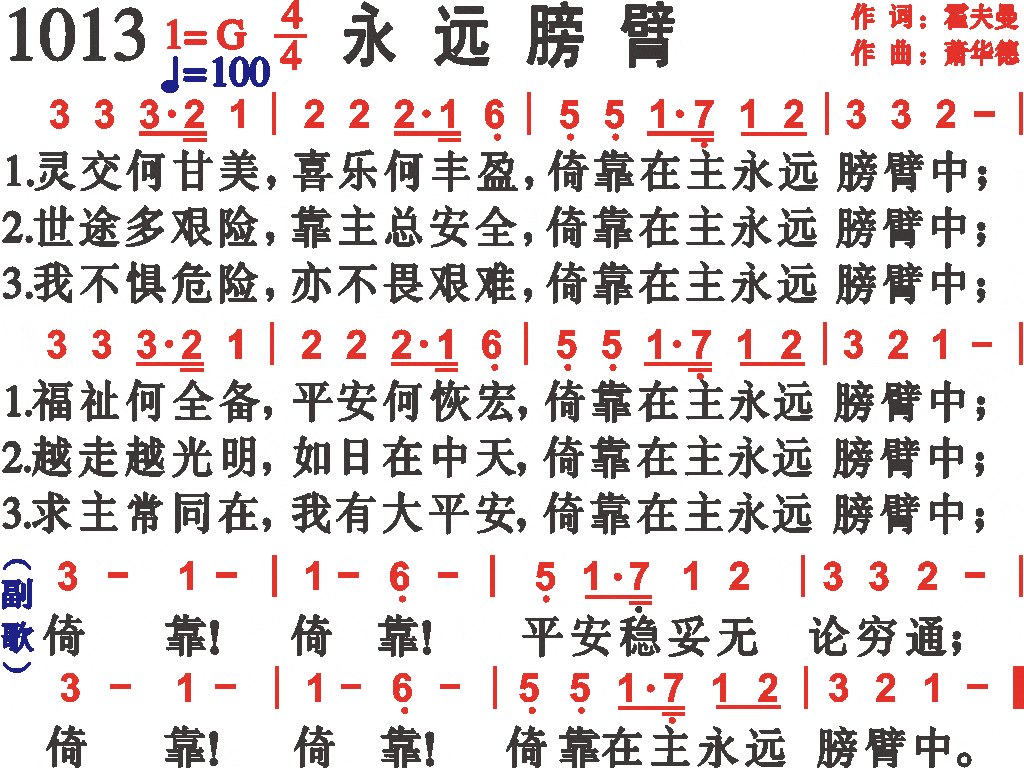 1013 1=G 4/4 永远膀臂 作词：霍夫曼
♩=100 作曲：萧华德
3 3 3·2 1 | 2 2 2·1 6 | 5 5 1·7 1 2 | 3 3 2 – |
1.灵交何甘美，喜乐何丰盈，倚靠在主永远膀臂中；
2.世途多艰险，靠主总安全，倚靠在主永远膀臂中；
3.我不惧危险，亦不畏艰难，倚靠在主永远膀臂中；
3 3 3·2 1 | 2 2 2·1 6 | 5 5 1·7 1 2 | 3 2 1 – |
1.福祉何全备，平安何恢宏，倚靠在主永远膀臂中；
2.越走越光明，如日在中天，倚靠在主永远膀臂中；
3.求主常同在，我有大平安，倚靠在主永远膀臂中；
3 – 1 – | 1 – 6 – | 5 1·7 1 2 | 3 3 2 – |
（副歌）倚靠！倚靠！平安稳妥无论穷通；
3 – 1 – | 1 – 6 – | 5 5 1·7 1 2 | 3 2 1 –
倚靠！倚靠！倚靠在主永远膀臂中。